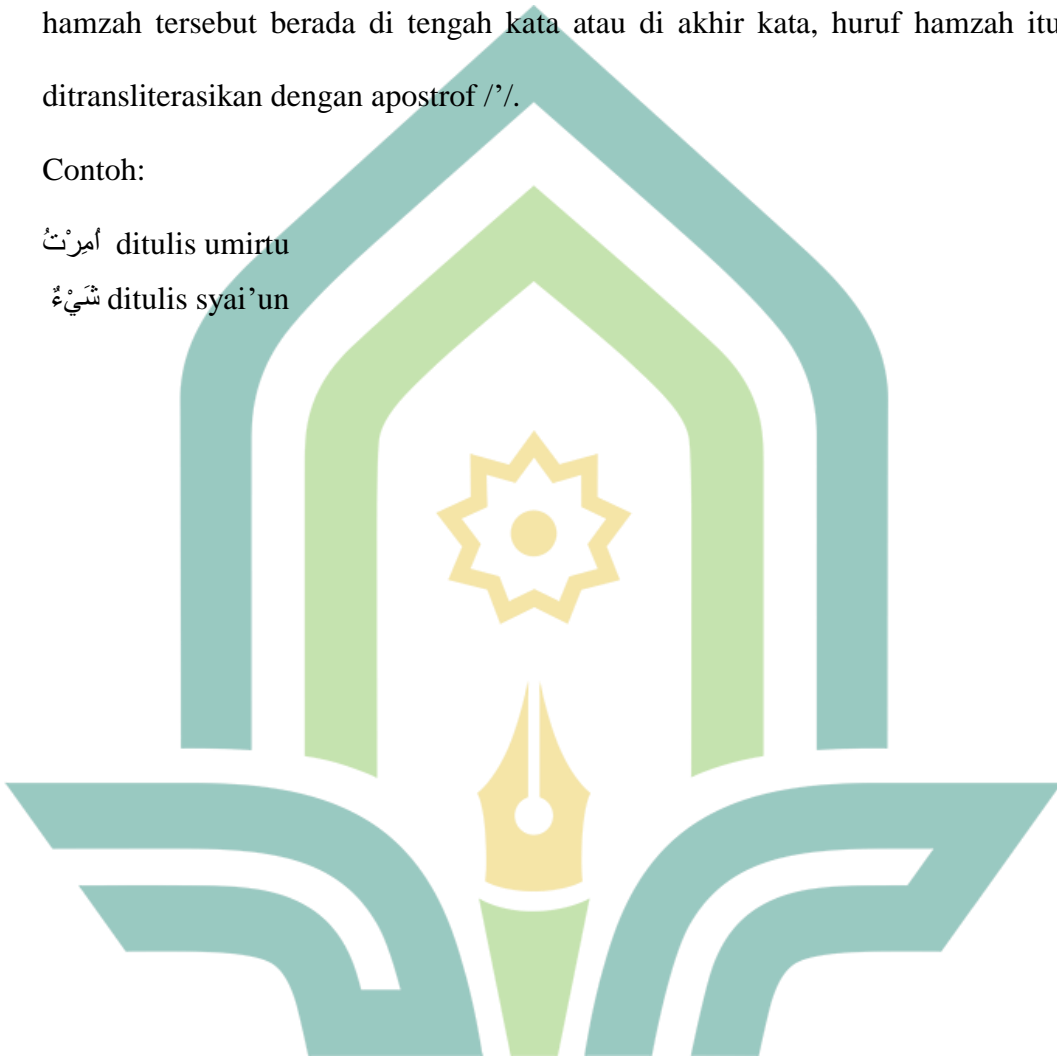 hamzah tersebut berada di tengah kata atau di akhir kata, huruf hamzah itu
ditransliterasikan dengan apostrof /’/.
Contoh:
أمِرْتُ ditulis umirtu
شَيْءٌ ditulis syai’un